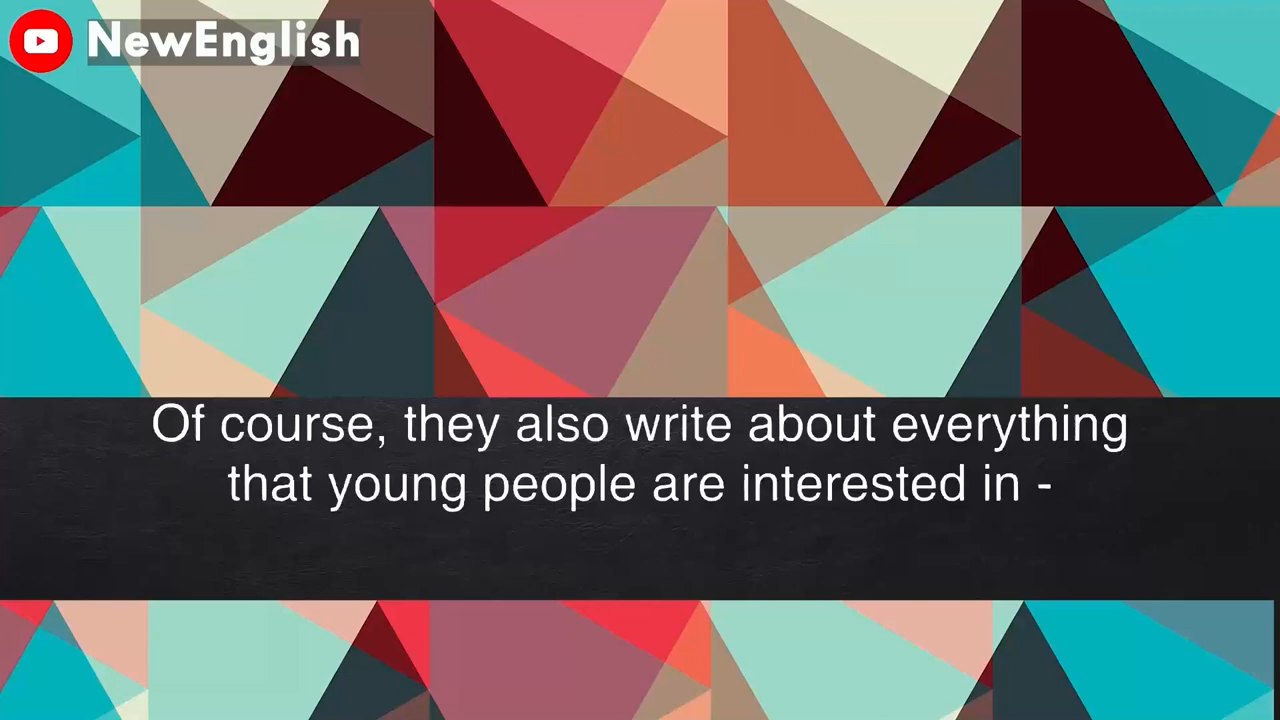 NewEnglish
Of course, they also write about everything
that young people are interested in -